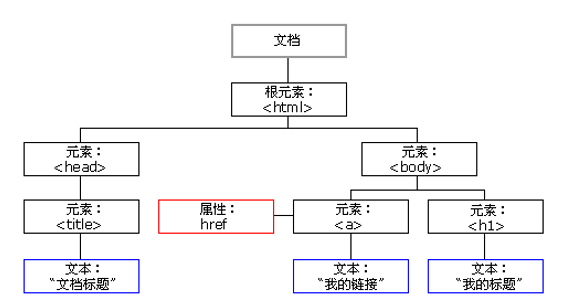 文档
根元素：
<html>
元素：
<head>
元素：
<body>
元素：
<title>
属性：
href
元素：
<a>
元素：
<h1>
文本：
“文档标题”
文本：
“我的链接”
文本：
“我的标题”